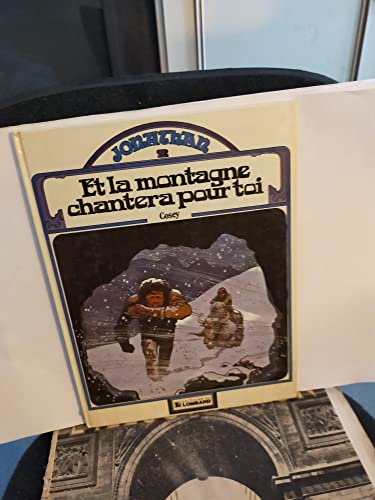 JONATHAN
2
Et la montagne
chantera pour toi
Cosey
LOMBARD